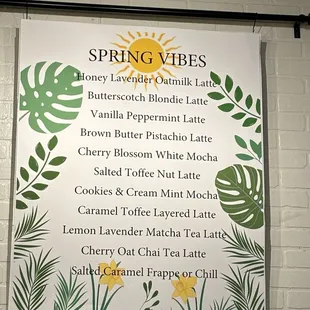 SPRING VIBES
Honey Lavender Oatmilk Latte
Butterscotch Blondie Latte
Vanilla Peppermint Latte
Brown Butter Pistachio Latte
Cherry Blossom White Mocha
Salted Toffee Nut Latte
Cookies & Cream Mint Mocha
Caramel Toffee Layered Latte
Lemon Lavender Matcha Tea Latte
Cherry Oat Chai Tea Latte
Salted Caramel Frappe or Chill